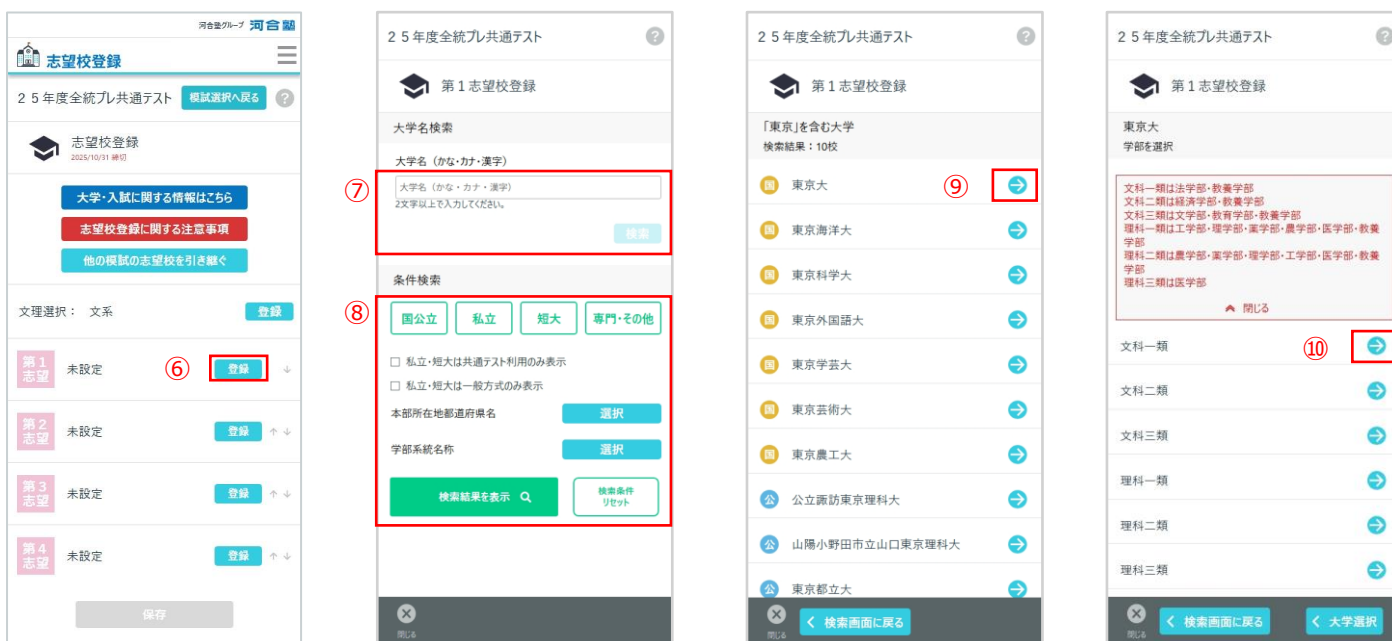 河合塾グループ 河合塾
志望校登録
２５年度全統プレ共通テスト 模試選択へ戻る ?
志望校登録
2025/10/31 締切
大学・入試に関する情報はこちら
志望校登録に関する注意事項
他の模試の志望校を引き継ぐ
文理選択： 文系 登録
第1志望 未設定 ⑥ 登録 ↓
第2志望 未設定 登録 ↑ ↓
第3志望 未設定 登録 ↑ ↓
第4志望 未設定 登録 ↑ ↓
保存
２５年度全統プレ共通テスト ?
第１志望校登録
大学名検索
大学名（かな・カナ・漢字）
⑦ 大学名（かな・カナ・漢字）
2文字以上で入力してください。
検索
条件検索
⑧ 国公立 私立 短大 専門・その他
私立・短大は共通テスト利用のみ表示
私立・短大は一般方式のみ表示
本部所在地都道府県名 選択
学部系統名称 選択
検索結果を表示 検索条件
リセット
閉じる
２５年度全統プレ共通テスト ?
第１志望校登録
「東京」を含む大学
検索結果：10校
国 東京大 ⑨
国 東京海洋大
国 東京科学大
国 東京外国語大
国 東京学芸大
国 東京芸術大
国 東京農工大
公 公立諏訪東京理科大
公 山陽小野田市立山口東京理科大
公 東京都立大
閉じる 検索画面に戻る
２５年度全統プレ共通テスト ?
第１志望校登録
東京大
学部を選択
文科一類は法学部・教養学部
文科二類は経済学部・教養学部
文科三類は文学部・教育学部・教養学部
理科一類は工学部・理学部・薬学部・農学部・医学部・教養
学部
理科二類は農学部・薬学部・理学部・工学部・医学部・教養
学部
理科三類は医学部
閉じる
文科一類 ⑩
文科二類
文科三類
理科一類
理科二類
理科三類
閉じる 検索画面に戻る 大学選択